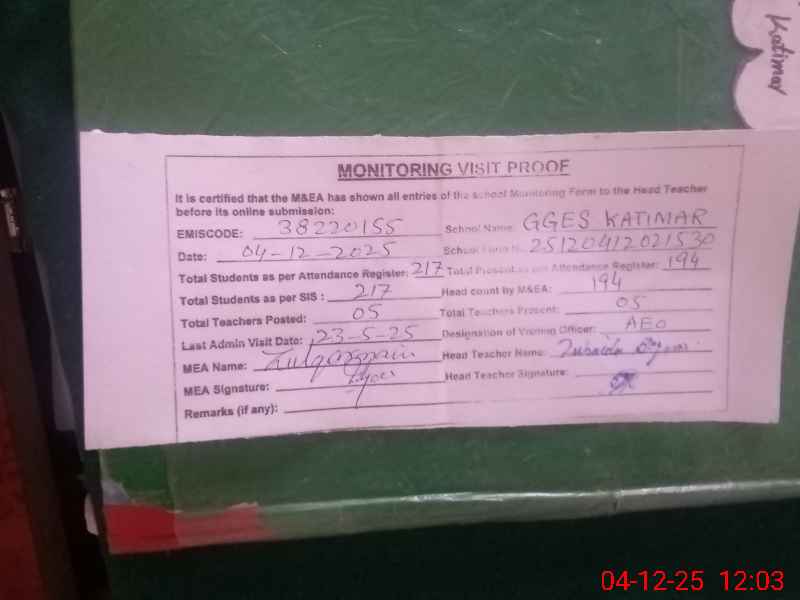 Katimar
MONITORING VISIT PROOF
It is certified that the M&EA has shown all entries of the school Monitoring Form to the Head Teacher
before its online submission:
EMISCODE: 38220155 School Name: GGES KATIMAR
Date: 04-12-2025 School Form No. 25120412021530
Total Students as per Attendance Register: 217 Total Present as per Attendance Register: 194
Total Students as per SIS : 217 Head count by M&EA: 194
Total Teachers Posted: 05 Total Teachers Present: 05
Last Admin Visit Date: 23-5-25 Designation of Visiting Officer: AEO
MEA Name: Zulqarnain Head Teacher Name:
MEA Signature: Head Teacher Signature:
Remarks (if any):
04-12-25 12:03